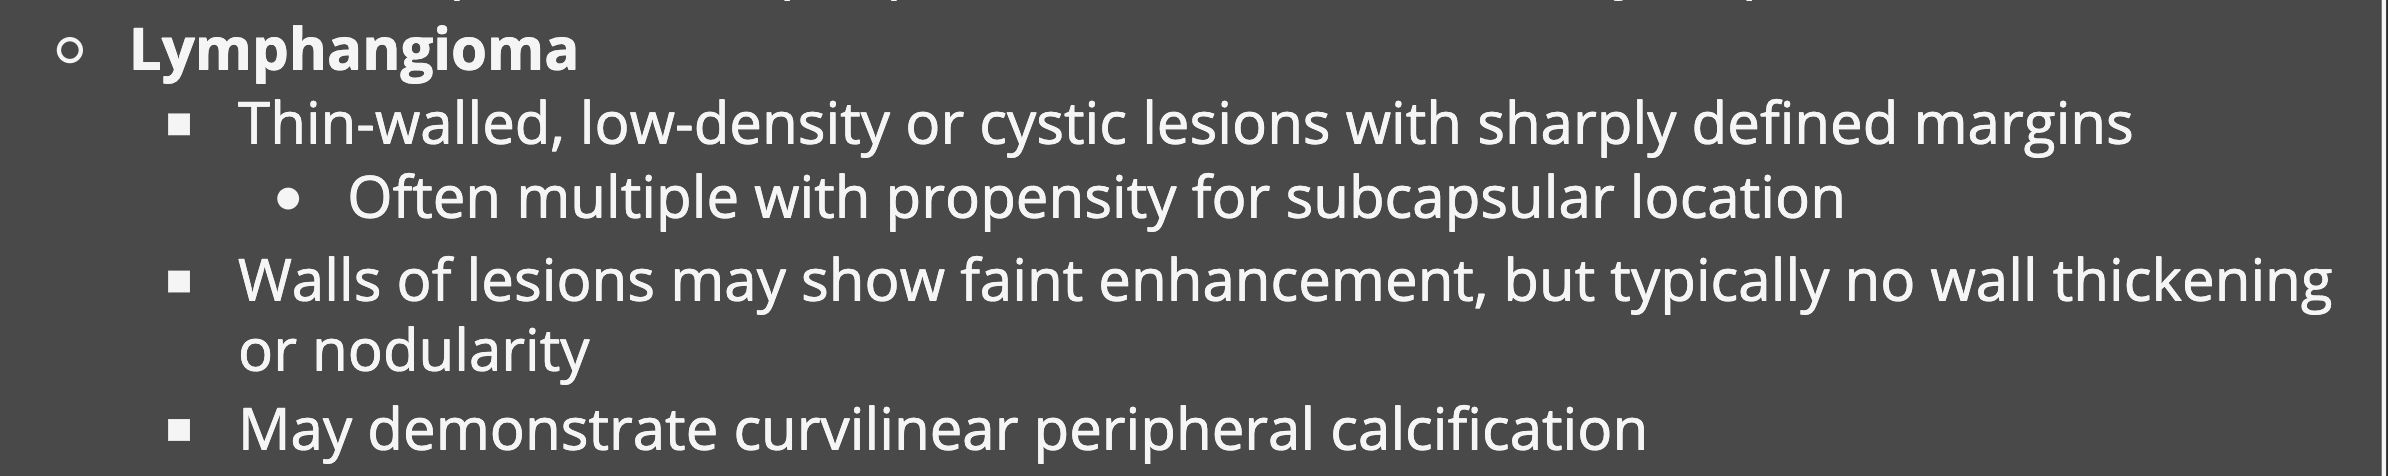 Lymphangioma
Thin-walled, low-density or cystic lesions with sharply defined margins
Often multiple with propensity for subcapsular location
Walls of lesions may show faint enhancement, but typically no wall thickening
or nodularity
May demonstrate curvilinear peripheral calcification